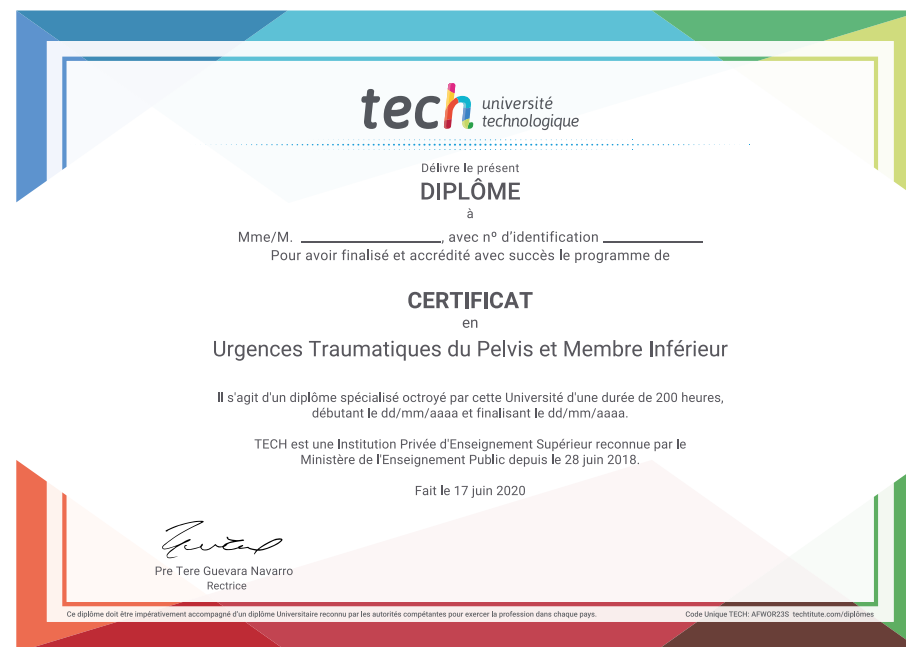 tech université
technologique
Délivre le présent
DIPLÔME
à
Mme/M. ____________________, avec nº d'identification ______________
Pour avoir finalisé et accrédité avec succès le programme de
CERTIFICAT
en
Urgences Traumatiques du Pelvis et Membre Inférieur
Il s'agit d'un diplôme spécialisé octroyé par cette Université d'une durée de 200 heures,
débutant le dd/mm/aaaa et finalisant le dd/mm/aaaa.
TECH est une Institution Privée d'Enseignement Supérieur reconnue par le
Ministère de l'Enseignement Public depuis le 28 juin 2018.
Fait le 17 juin 2020
Pre Tere Guevara Navarro
Rectrice
Ce diplôme doit être impérativement accompagné d'un diplôme Universitaire reconnu par les autorités compétantes pour exercer la profession dans chaque pays. Code Unique TECH: AFWOR23S techtitute.com/diplômes